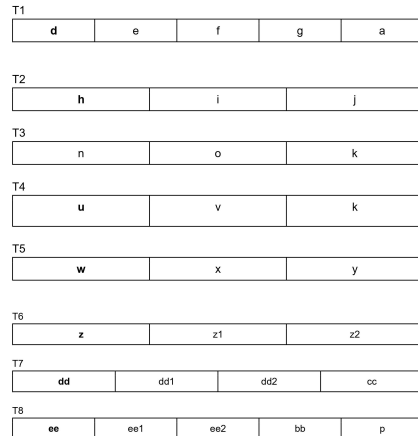 T1
d e f g a
T2
h i j
T3
n o k
T4
u v k
T5
w x y
T6
z z1 z2
T7
dd dd1 dd2 cc
T8
ee ee1 ee2 bb p